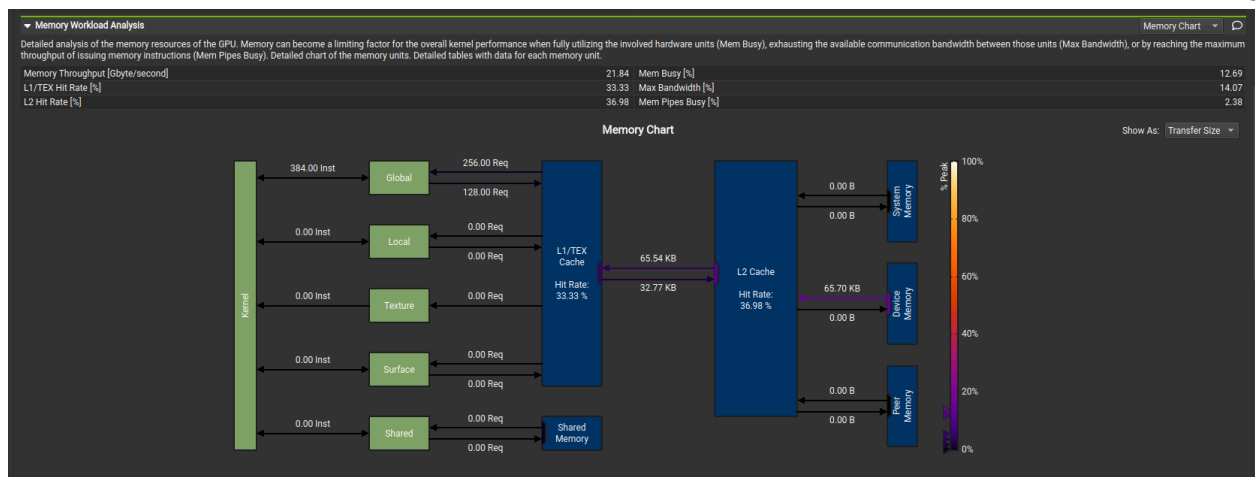 Memory Workload Analysis
Memory Chart
Detailed analysis of the memory resources of the GPU. Memory can become a limiting factor for the overall kernel performance when fully utilizing the involved hardware units (Mem Busy), exhausting the available communication bandwidth between those units (Max Bandwidth), or by reaching the maximum
throughput of issuing memory instructions (Mem Pipes Busy). Detailed chart of the memory units. Detailed tables with data for each memory unit.
Memory Throughput [Gbyte/second] 21.84 Mem Busy [%] 12.69
L1/TEX Hit Rate [%] 33.33 Max Bandwidth [%] 14.07
L2 Hit Rate [%] 36.98 Mem Pipes Busy [%] 2.38
Memory Chart
Show As: Transfer Size
Kernel
384.00 Inst
Global
256.00 Req
128.00 Req
0.00 Inst
Local
0.00 Req
0.00 Req
0.00 Inst
Texture
0.00 Req
0.00 Inst
Surface
0.00 Req
0.00 Req
0.00 Inst
Shared
0.00 Req
0.00 Req
L1/TEX
Cache
Hit Rate:
33.33 %
Shared
Memory
65.54 KB
32.77 KB
L2 Cache
Hit Rate:
36.98 %
0.00 B
0.00 B
System
Memory
65.70 KB
0.00 B
Device
Memory
0.00 B
0.00 B
Peer
Memory
% Peak
100%
80%
60%
40%
20%
0%